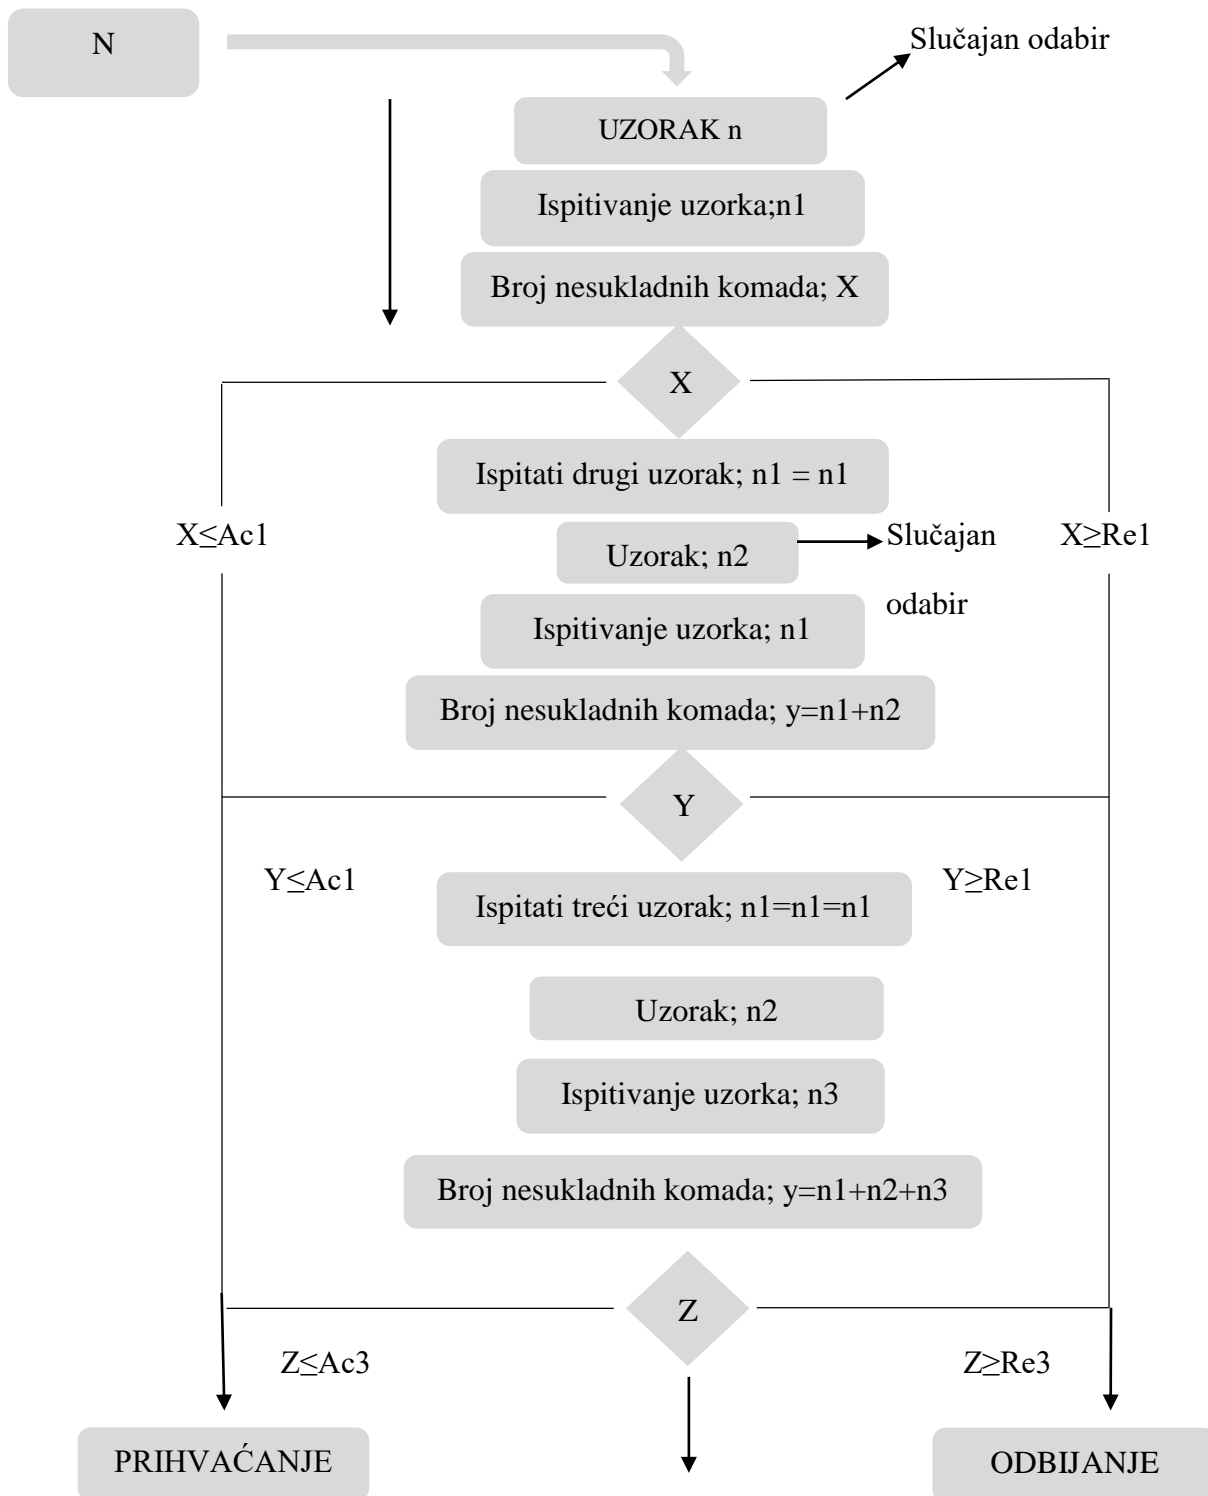 N
Slučajan odabir
UZORAK n
Ispitivanje uzorka;n1
Broj nesukladnih komada; X
X
Ispitati drugi uzorak; n1 = n1
X≤Ac1
Uzorak; n2
Slučajan
odabir
X≥Re1
Ispitivanje uzorka; n1
Broj nesukladnih komada; y=n1+n2
Y
Y≤Ac1
Y≥Re1
Ispitati treći uzorak; n1=n1=n1
Uzorak; n2
Ispitivanje uzorka; n3
Broj nesukladnih komada; y=n1+n2+n3
Z
Z≤Ac3
Z≥Re3
PRIHVAĆANJE
ODBIJANJE